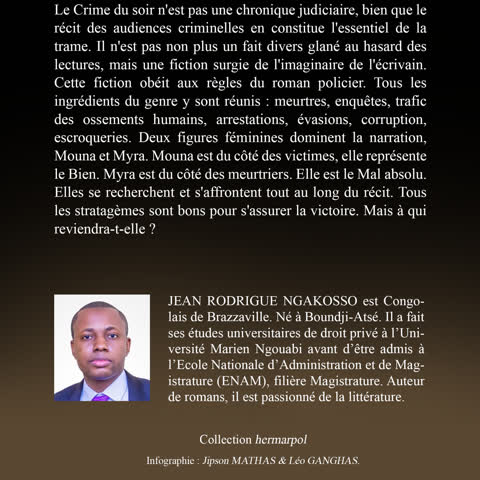 Le Crime du soir n'est pas une chronique judiciaire, bien que le
récit des audiences criminelles en constitue l'essentiel de la
trame. Il n'est pas non plus un fait divers glané au hasard des
lectures, mais une fiction surgie de l'imaginaire de l'écrivain.
Cette fiction obéit aux règles du roman policier. Tous les
ingrédients du genre y sont réunis : meurtres, enquêtes, trafic
des ossements humains, arrestations, évasions, corruption,
escroqueries. Deux figures féminines dominent la narration,
Mouna et Myra. Mouna est du côté des victimes, elle représente
le Bien. Myra est du côté des meurtriers. Elle est le Mal absolu.
Elles se recherchent et s'affrontent tout au long du récit. Tous
les stratagèmes sont bons pour s'assurer la victoire. Mais à qui
reviendra-t-elle ?
JEAN RODRIGUE NGAKOSSO est Congo-
lais de Brazzaville. Né à Boundji-Atsé. Il a fait
ses études universitaires de droit privé à l’Uni-
versité Marien Ngouabi avant d’être admis à
l’Ecole Nationale d’Administration et de Mag-
istrature (ENAM), filière Magistrature. Auteur
de romans, il est passionné de la littérature.
Collection hermarpol
Infographie : Jipson MATHAS & Léo GANGHAS.